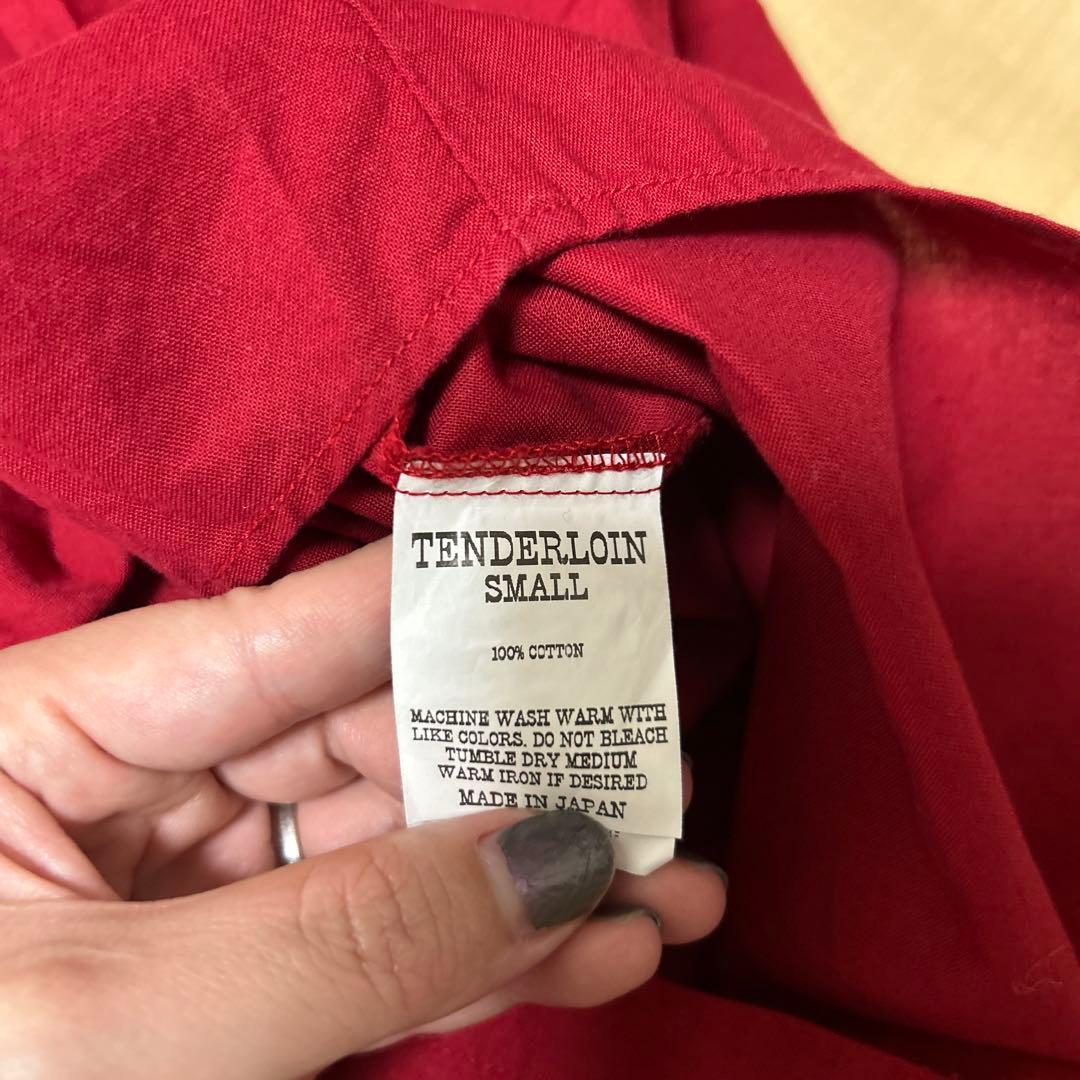 TENDERLOIN
SMALL
100% COTTON
MACHINE WASH WARM WITH
LIKE COLORS. DO NOT BLEACH
TUMBLE DRY MEDIUM
WARM IRON IF DESIRED
MADE IN JAPAN